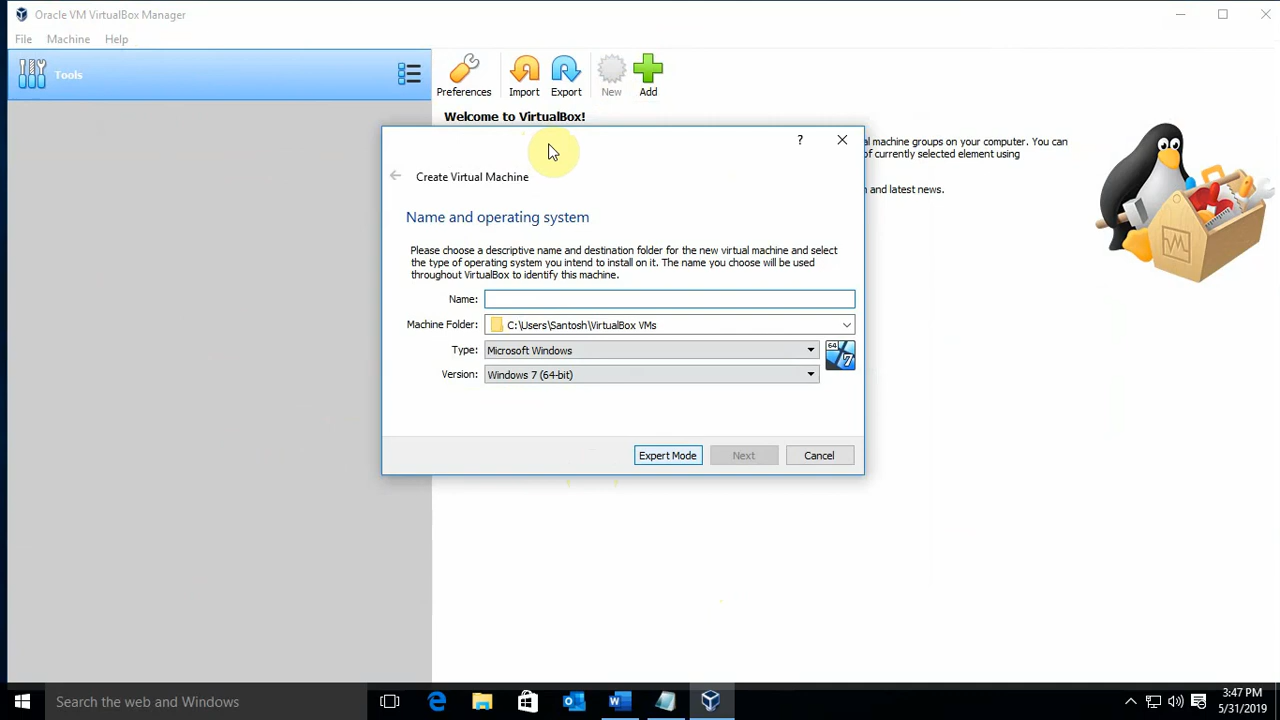 Oracle VM VirtualBox Manager
File Machine Help
Tools
Preferences Import Export New Add
Welcome to VirtualBox!
al machine groups on your computer. You can
of currently selected element using
n and latest news.
Create Virtual Machine
Name and operating system
Please choose a descriptive name and destination folder for the new virtual machine and select
the type of operating system you intend to install on it. The name you choose will be used
throughout VirtualBox to identify this machine.
Name:
Machine Folder: C:\Users\Santosh\VirtualBox VMs
Type: Microsoft Windows
64
7
Version: Windows 7 (64-bit)
Expert Mode Next Cancel
Search the web and Windows
3:47 PM
5/31/2019